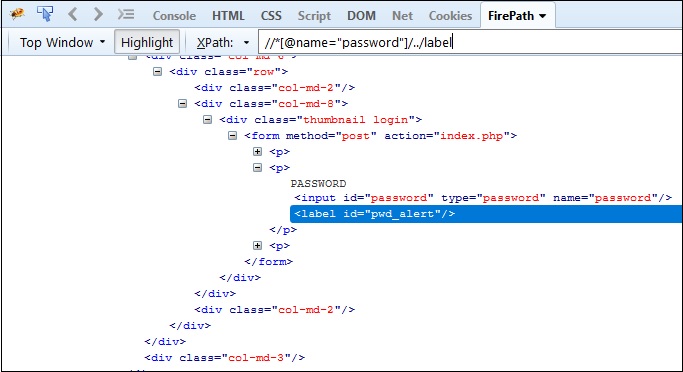 Console HTML CSS Script DOM Net Cookies FirePath
Top Window Highlight XPath: //*[@name="password"]/../label
<div class="col-md-6">
<div class="row">
<div class="col-md-2"/>
<div class="col-md-8">
<div class="thumbnail login">
<form method="post" action="index.php">
<p>
<p>
PASSWORD
<input id="password" type="password" name="password"/>
<label id="pwd_alert"/>
</p>
<p>
</form>
</div>
</div>
<div class="col-md-2"/>
</div>
</div>
<div class="col-md-3"/>